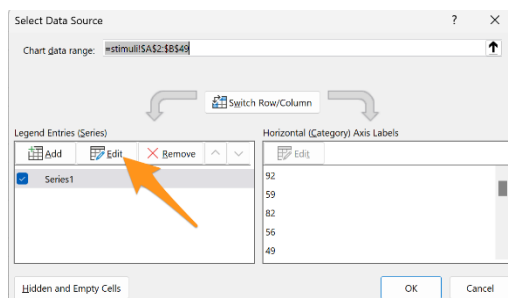 Select Data Source ? X
Chart data range: =stimuli!$A$2:$B$49
Switch Row/Column
Legend Entries (Series)
Horizontal (Category) Axis Labels
Add Edit Remove
Edit
Series1
92
59
82
56
49
Hidden and Empty Cells
OK Cancel